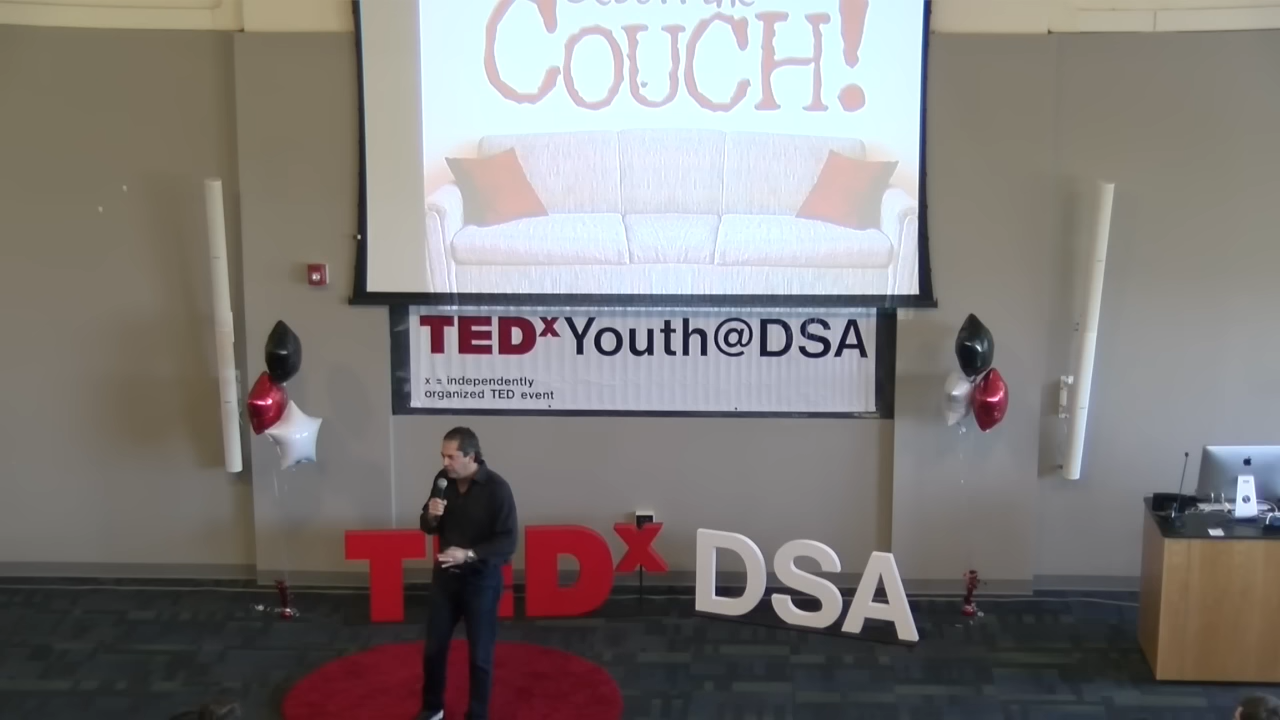 COUCH!
TEDxYouth@DSA
x = independently
organized TED event
TEDx DSA